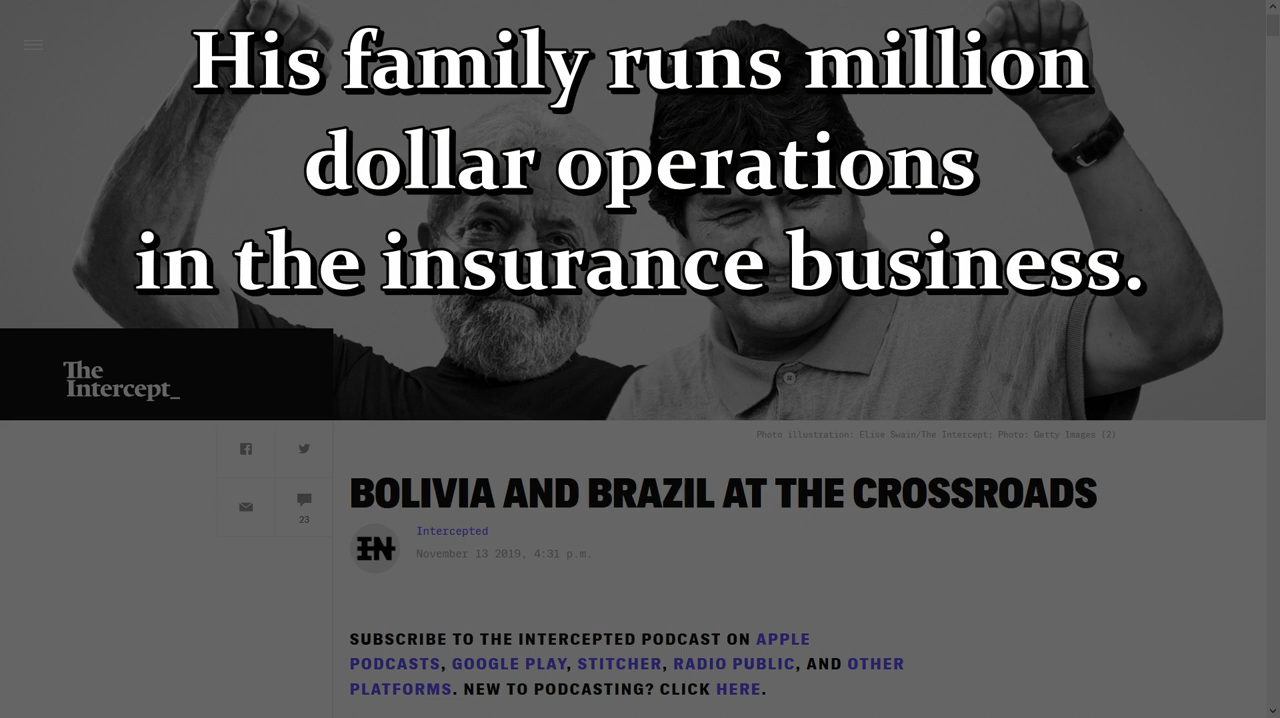 His family runs million
dollar operations
in the insurance business.
The
Intercept_
Photo illustration: Elise Swain/The Intercept; Photo: Getty Images (2)
23
BOLIVIA AND BRAZIL AT THE CROSSROADS
IN
Intercepted
November 13 2019, 4:31 p.m.
SUBSCRIBE TO THE INTERCEPTED PODCAST ON APPLE
PODCASTS, GOOGLE PLAY, STITCHER, RADIO PUBLIC, AND OTHER
PLATFORMS. NEW TO PODCASTING? CLICK HERE.